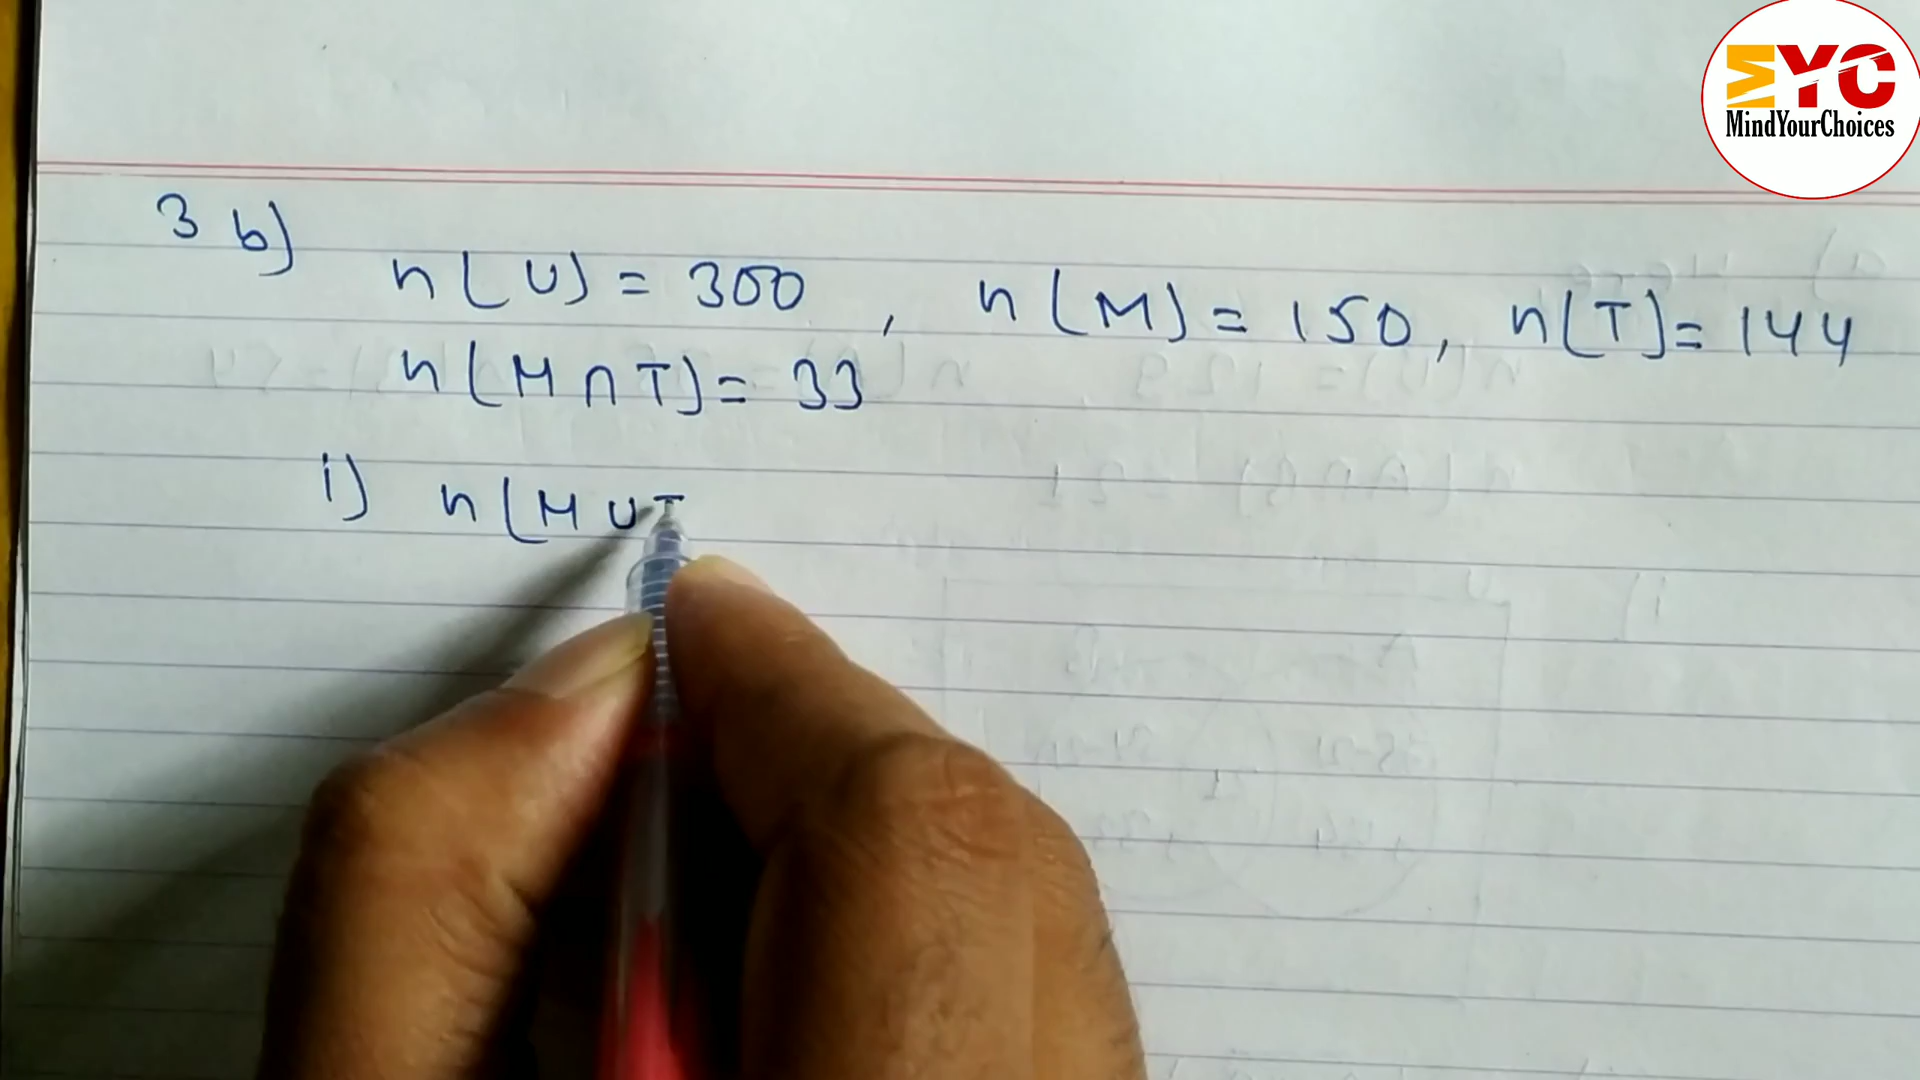 MYC
MindYourChoices
3 b)
n(U) = 300, n(M) = 150, n(T) = 144
n(M ∩ T) = 33
i) n(M ∪ T